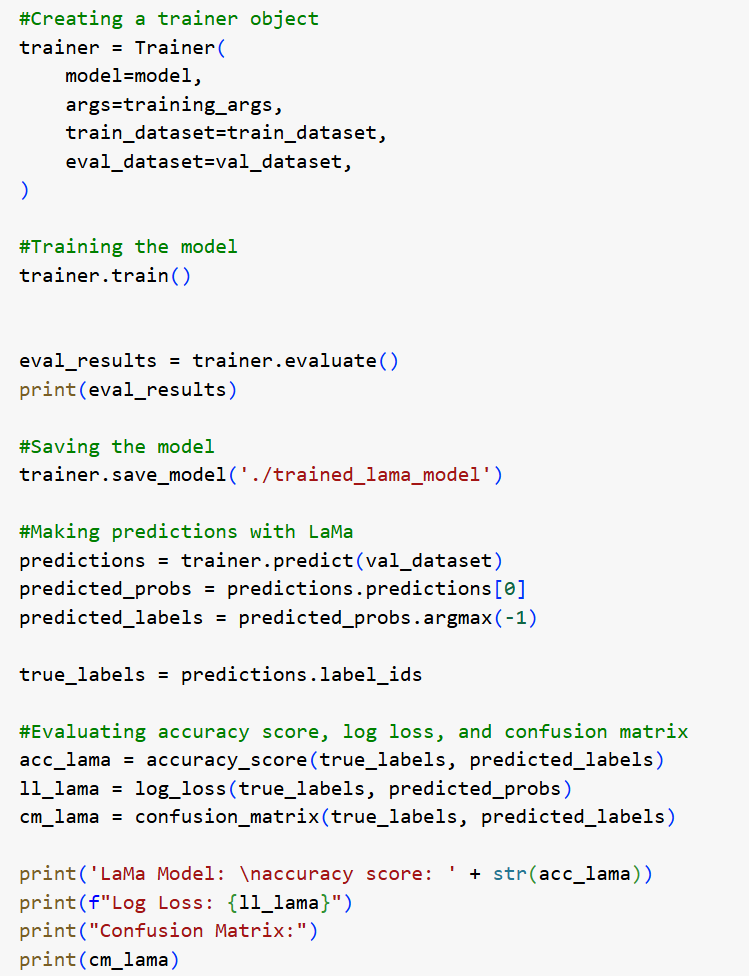 #Creating a trainer object
trainer = Trainer(
    model=model,
    args=training_args,
    train_dataset=train_dataset,
    eval_dataset=val_dataset,
)

#Training the model
trainer.train()


eval_results = trainer.evaluate()
print(eval_results)

#Saving the model
trainer.save_model('./trained_lama_model')

#Making predictions with LaMa
predictions = trainer.predict(val_dataset)
predicted_probs = predictions.predictions[0]
predicted_labels = predicted_probs.argmax(-1)

true_labels = predictions.label_ids

#Evaluating accuracy score, log loss, and confusion matrix
acc_lama = accuracy_score(true_labels, predicted_labels)
ll_lama = log_loss(true_labels, predicted_probs)
cm_lama = confusion_matrix(true_labels, predicted_labels)

print('LaMa Model: \naccuracy score: ' + str(acc_lama))
print(f"Log Loss: {ll_lama}")
print("Confusion Matrix:")
print(cm_lama)